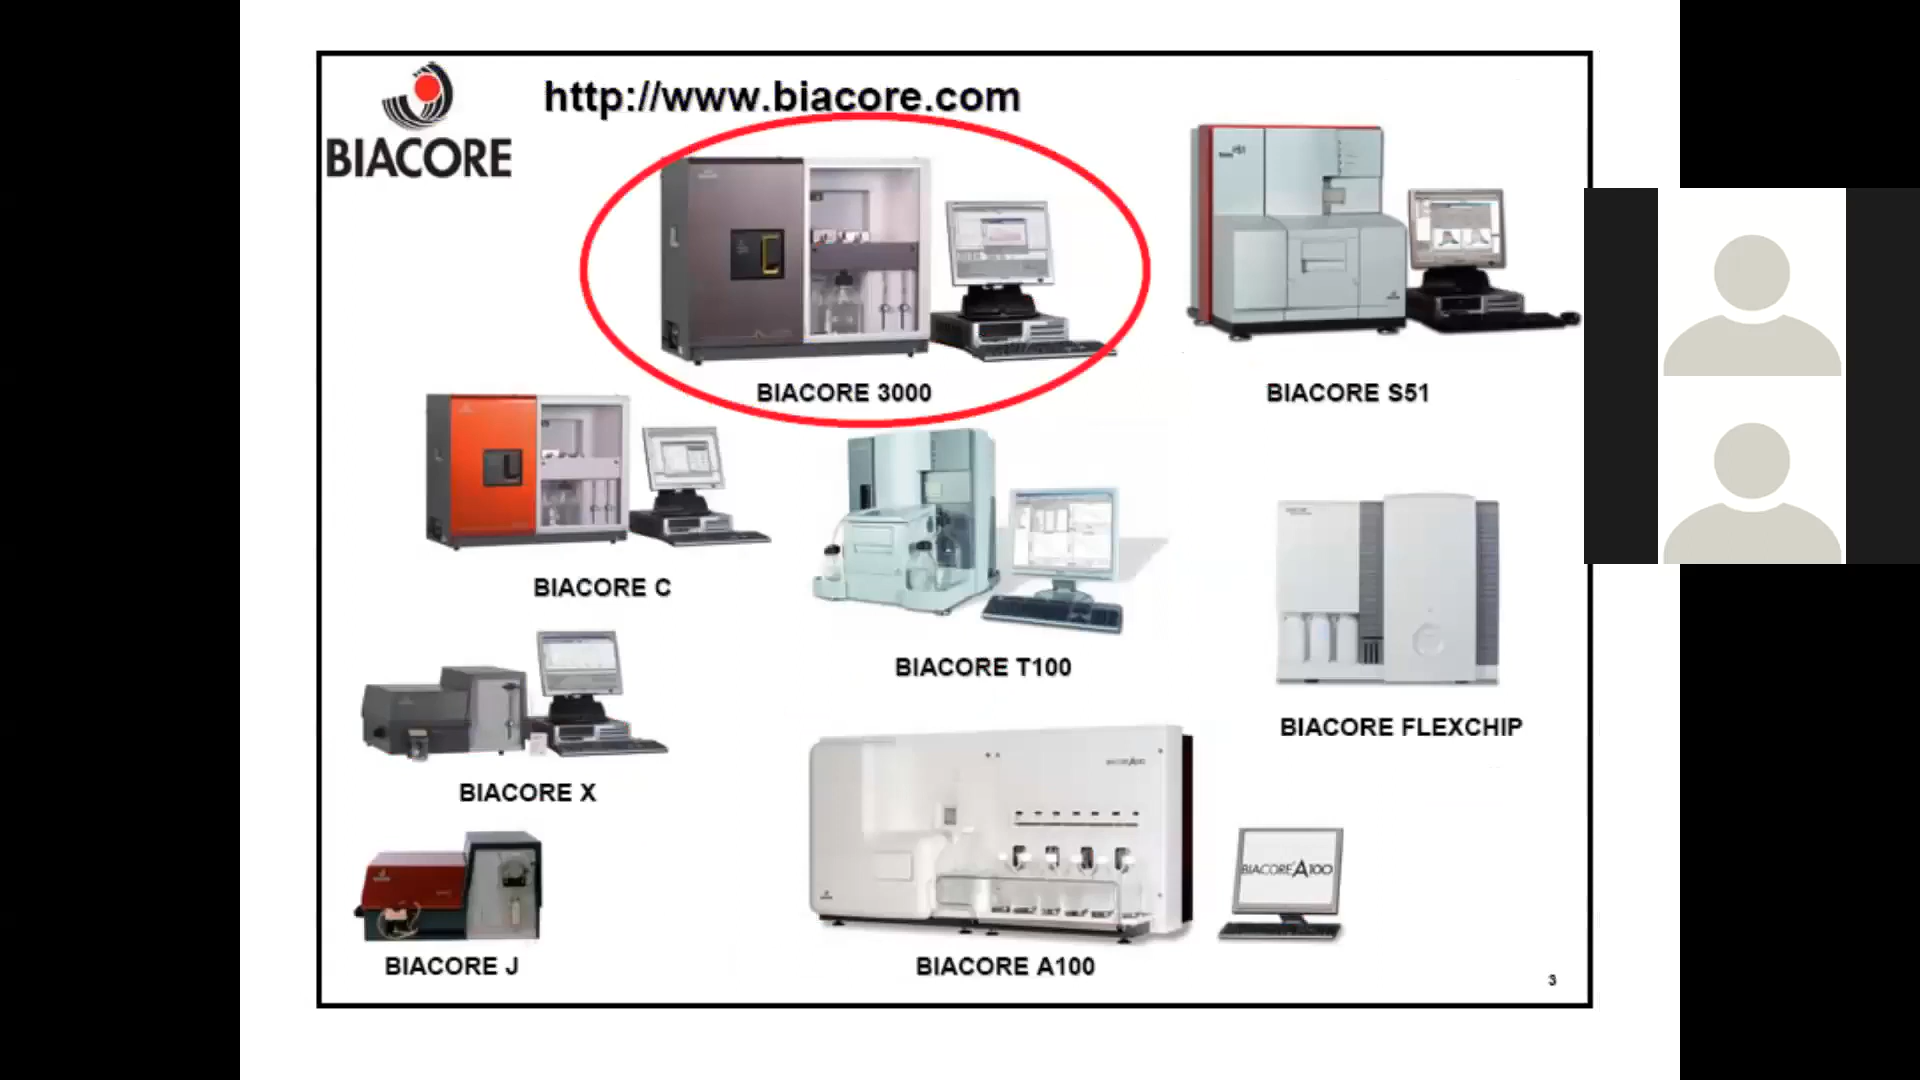 http://www.biacore.com
BIACORE
BIACORE 3000
BIACORE S51
BIACORE C
BIACORE T100
BIACORE FLEXCHIP
BIACORE X
BIACORE A100
BIACORE J
BIACORE A100
3